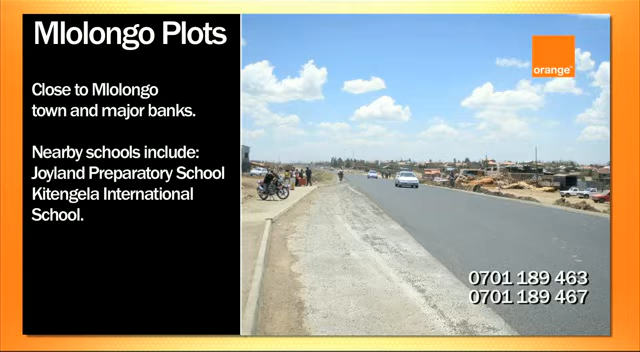 Mlolongo Plots
Close to Mlolongo
town and major banks.
Nearby schools include:
Joyland Preparatory School
Kitengela International
School.
orange™
0701 189 463
0701 189 467